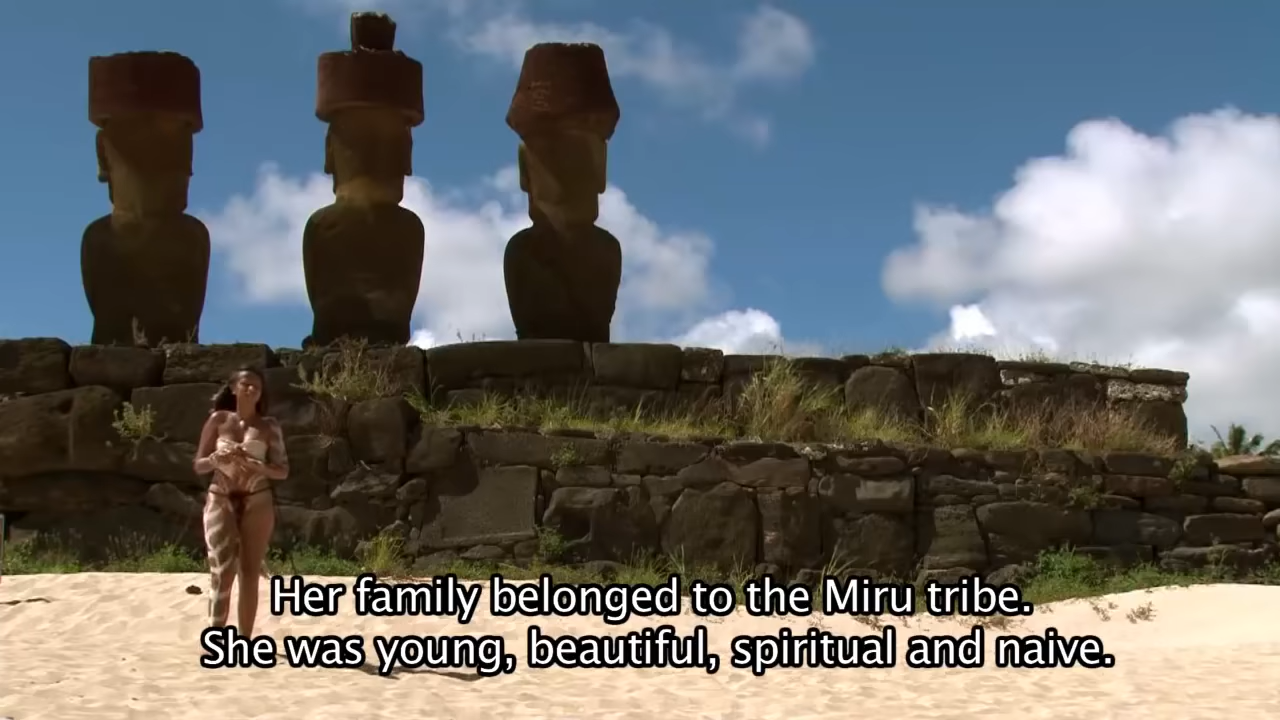 Her family belonged to the Miru tribe.
She was young, beautiful, spiritual and naive.